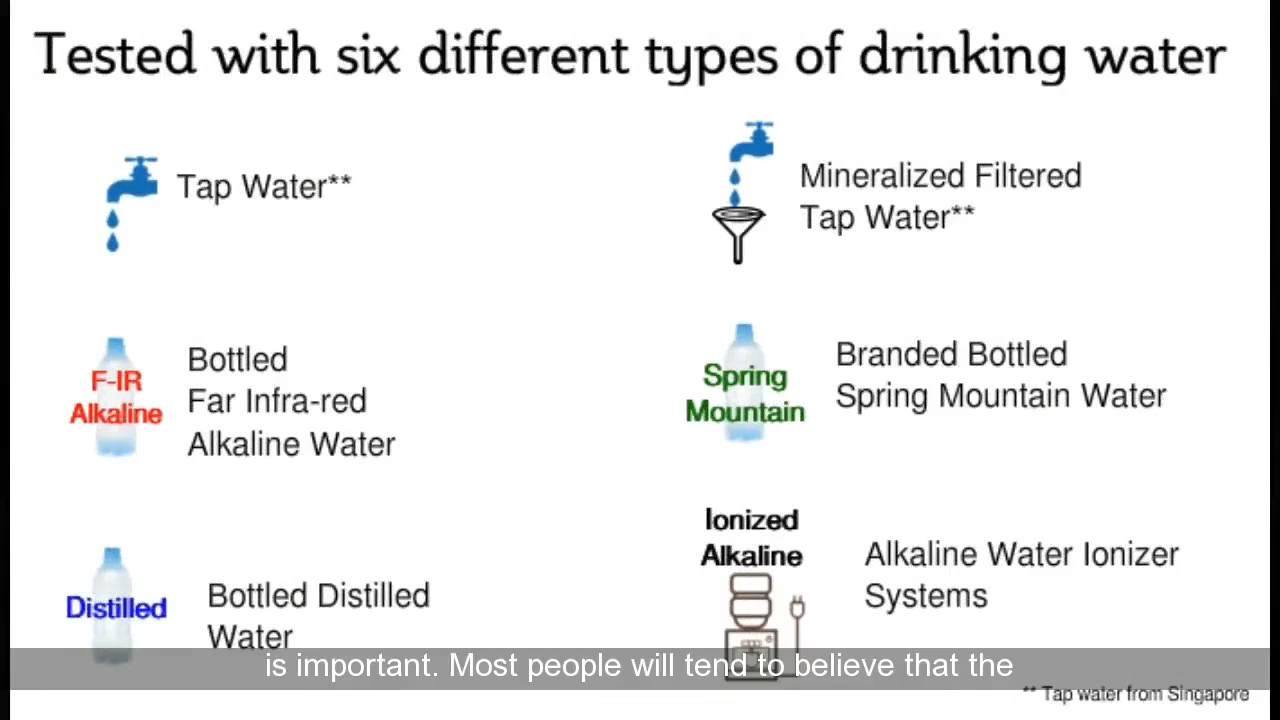 Tested with six different types of drinking water
Tap Water**
Mineralized Filtered
Tap Water**
F-IR
Alkaline
Bottled
Far Infra-red
Alkaline Water
Spring
Mountain
Branded Bottled
Spring Mountain Water
Distilled
Bottled Distilled
Water
Ionized
Alkaline
Alkaline Water Ionizer
Systems
is important. Most people will tend to believe that the
** Tap water from Singapore